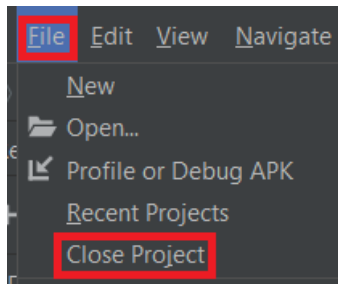 File Edit View Navigate
New
Open...
Profile or Debug APK
Recent Projects
Close Project